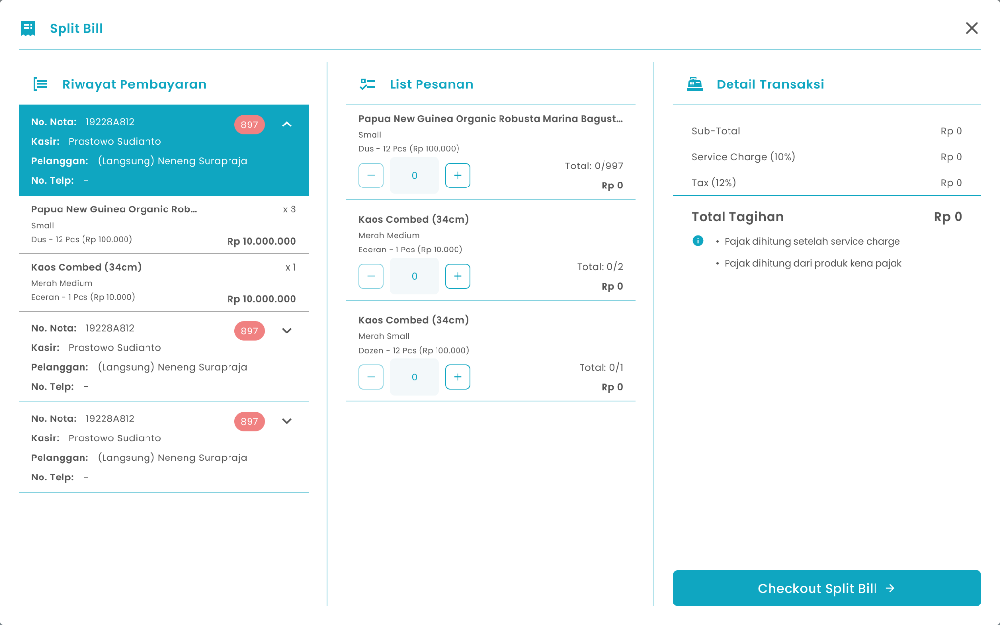 Split Bill
Riwayat Pembayaran
No. Nota: 19228A812
897
Kasir: Prastowo Sudianto
Pelanggan: (Langsung) Neneng Surapraja
No. Telp: -
Papua New Guinea Organic Rob... x 3
Small
Dus - 12 Pcs (Rp 100.000) Rp 10.000.000
Kaos Combed (34cm) x 1
Merah Medium
Eceran - 1 Pcs (Rp 10.000) Rp 10.000.000
No. Nota: 19228A812
897
Kasir: Prastowo Sudianto
Pelanggan: (Langsung) Neneng Surapraja
No. Telp: -
No. Nota: 19228A812
897
Kasir: Prastowo Sudianto
Pelanggan: (Langsung) Neneng Surapraja
No. Telp: -
List Pesanan
Papua New Guinea Organic Robusta Marina Bagust...
Small
Dus - 12 Pcs (Rp 100.000)
− 0 +
Total: 0/997
Rp 0
Kaos Combed (34cm)
Merah Medium
Eceran - 1 Pcs (Rp 10.000)
− 0 +
Total: 0/2
Rp 0
Kaos Combed (34cm)
Merah Small
Dozen - 12 Pcs (Rp 100.000)
− 0 +
Total: 0/1
Rp 0
Detail Transaksi
Sub-Total Rp 0
Service Charge (10%) Rp 0
Tax (12%) Rp 0
Total Tagihan Rp 0
• Pajak dihitung setelah service charge
• Pajak dihitung dari produk kena pajak
Checkout Split Bill →